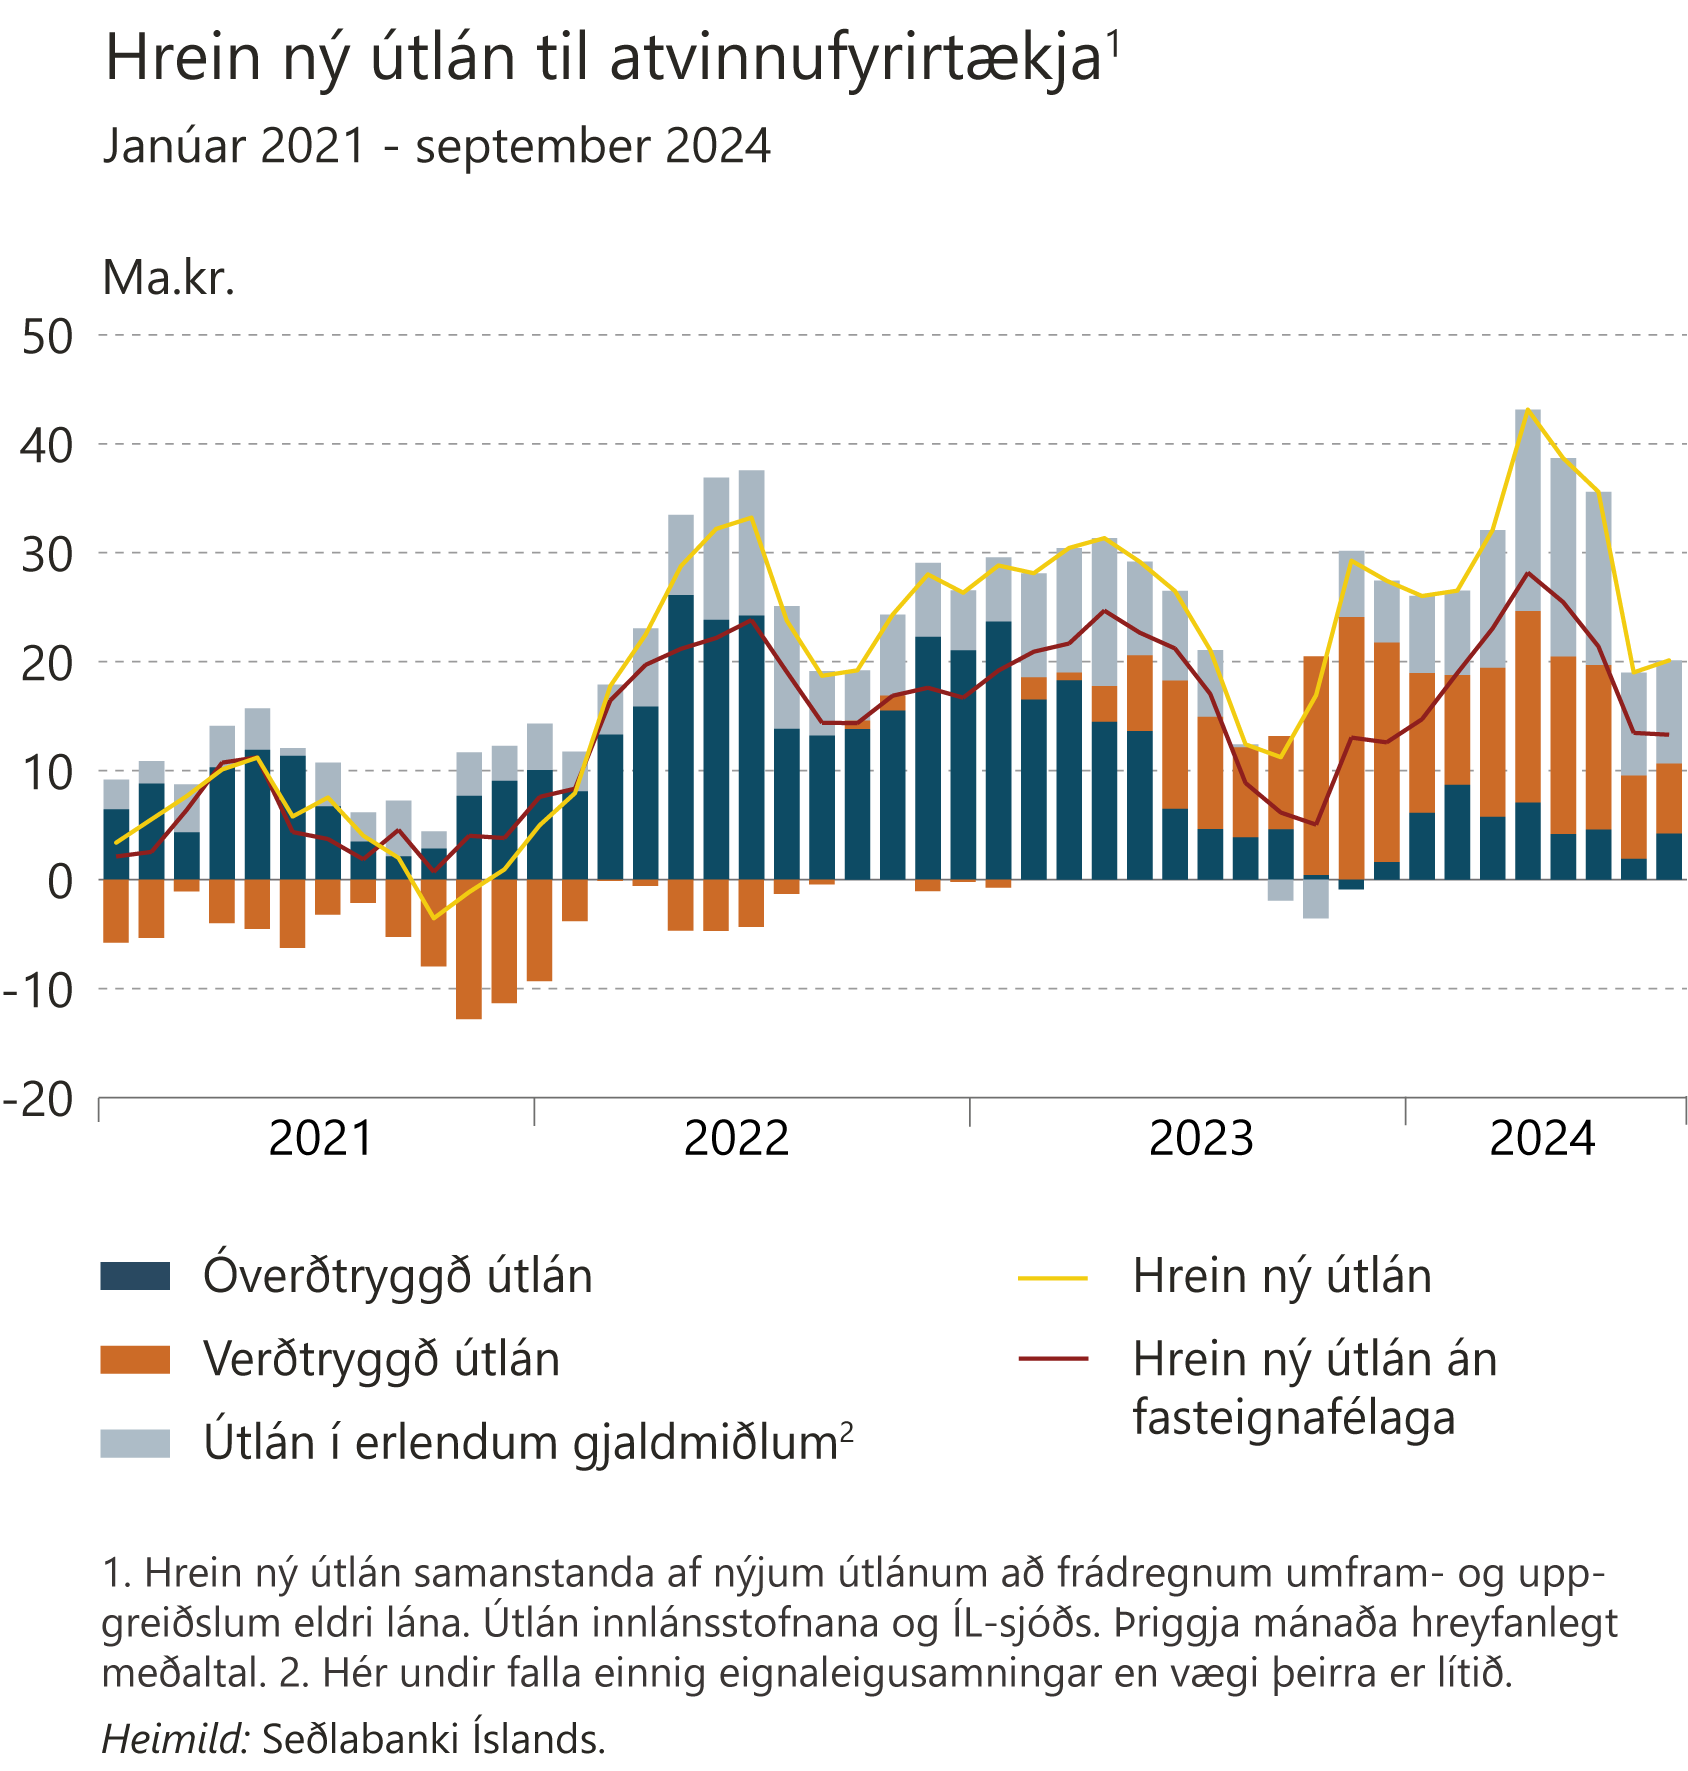 Hrein ný útlán til atvinnufyrirtækja¹
Janúar 2021 - september 2024
Ma.kr.
50
40
30
20
10
0
-10
-20
2021 2022 2023 2024
Óverðtryggð útlán
Verðtryggð útlán
Útlán í erlendum gjaldmiðlum²
Hrein ný útlán
Hrein ný útlán án
fasteignafélaga
1. Hrein ný útlán samanstanda af nýjum útlánum að frádregnum umfram- og upp-
greiðslum eldri lána. Útlán innlánsstofnana og ÍL-sjóðs. Þriggja mánaða hreyfanlegt
meðaltal. 2. Hér undir falla einnig eignaleigusamningar en vægi þeirra er lítið.
Heimild: Seðlabanki Íslands.